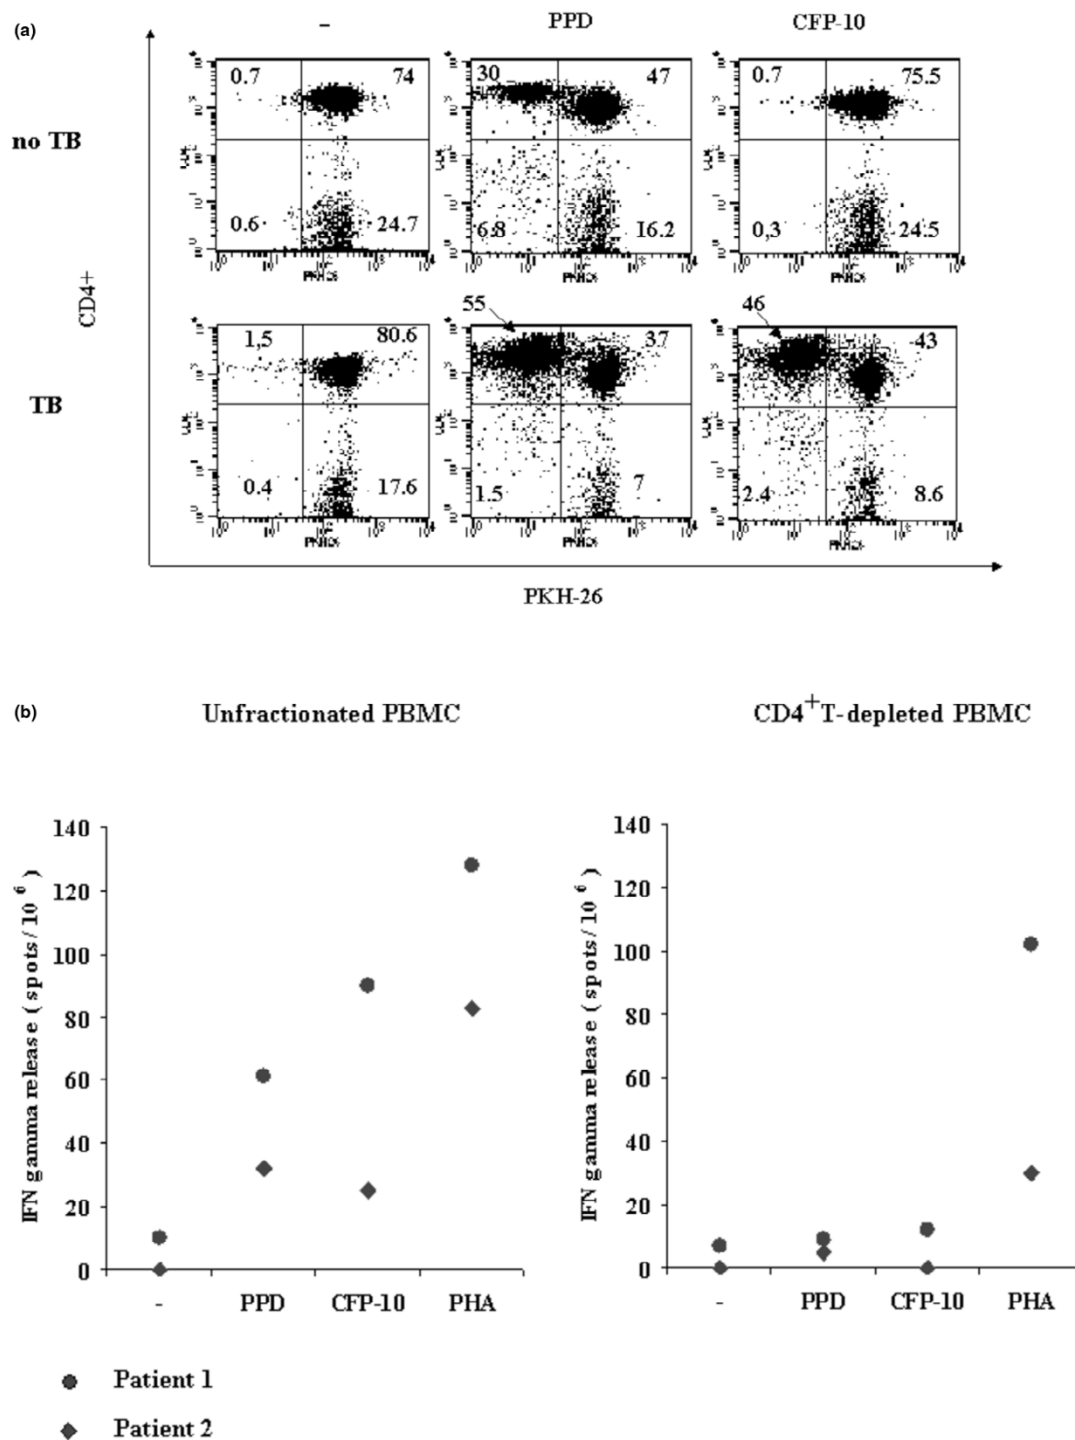 (a)
– PPD CFP-10
no TB
0.7 74
0.6 24.7
30 47
6.8 16.2
0.7 75.5
0,3 24.5
CD4+
TB
1,5 80.6
0.4 17.6
55 37
1.5 7
46 43
2.4 8.6
PKH-26
(b)
Unfractionated PBMC
CD4+T-depleted PBMC
IFN gamma release ( spots/10 6 )
140
120
100
80
60
40
20
0
- PPD CFP-10 PHA
IFN gamma release ( spots/10 6 )
140
120
100
80
60
40
20
0
- PPD CFP-10 PHA
Patient 1
Patient 2